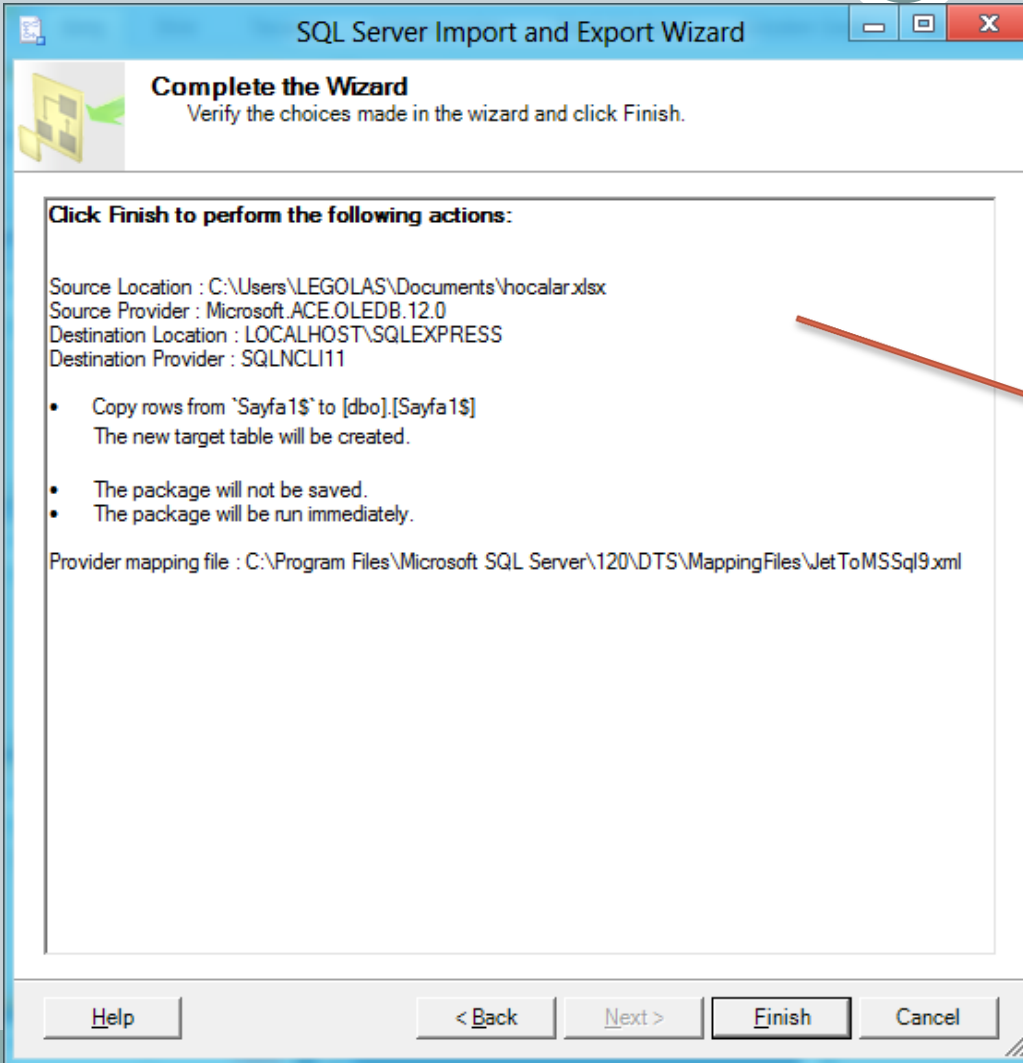 SQL Server Import and Export Wizard
Complete the Wizard
Verify the choices made in the wizard and click Finish.
Click Finish to perform the following actions:
Source Location : C:\Users\LEGOLAS\Documents\hocalar.xlsx
Source Provider : Microsoft.ACE.OLEDB.12.0
Destination Location : LOCALHOST\SQLEXPRESS
Destination Provider : SQLNCLI11
• Copy rows from `Sayfa1$` to [dbo].[Sayfa1$]
The new target table will be created.
• The package will not be saved.
• The package will be run immediately.
Provider mapping file : C:\Program Files\Microsoft SQL Server\120\DTS\MappingFiles\JetToMSSql9.xml
Help
< Back
Next >
Finish
Cancel